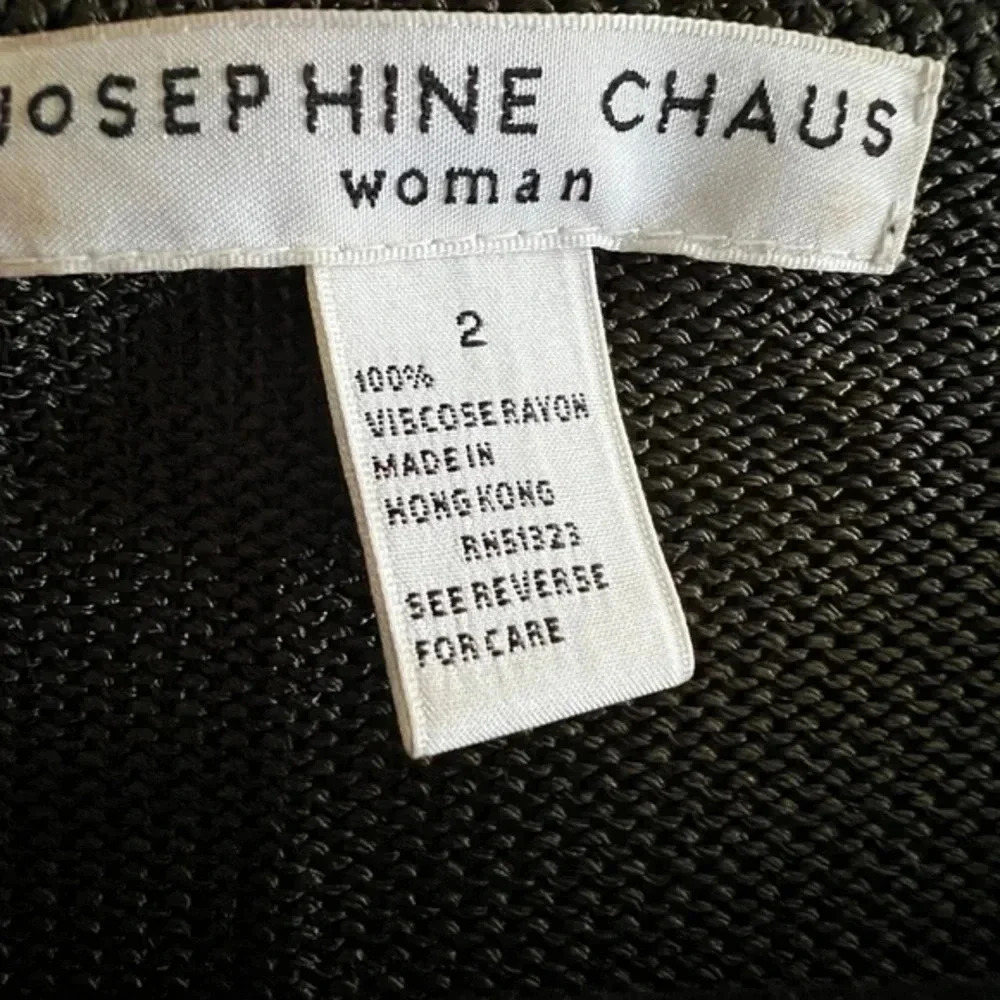 JOSEPHINE CHAUS
woman
2
100%
VISCOSE RAYON
MADE IN
HONG KONG
RN51323
SEE REVERSE
FOR CARE